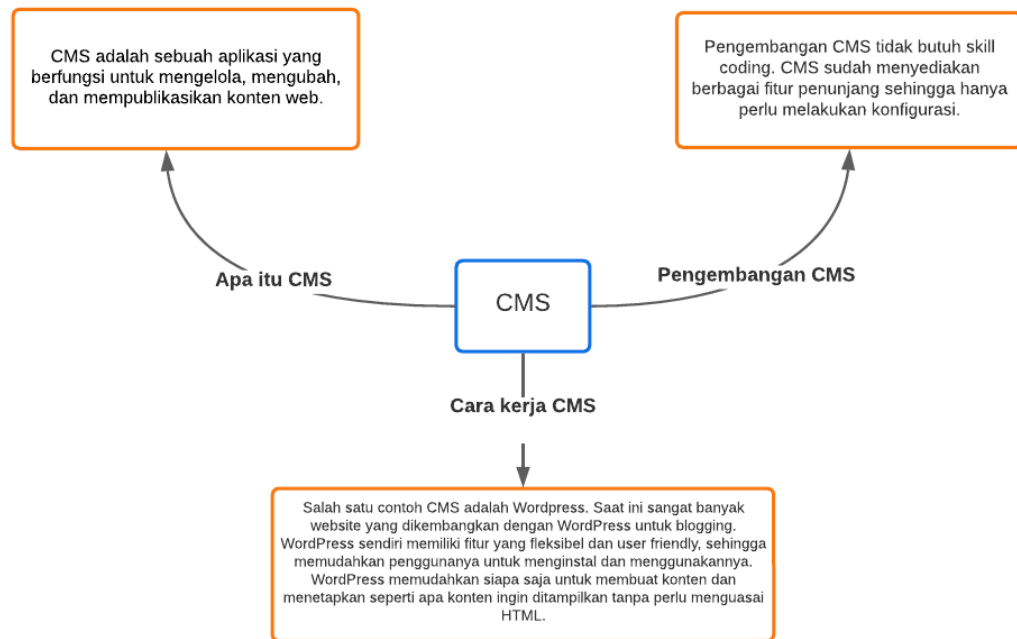 CMS adalah sebuah aplikasi yang
berfungsi untuk mengelola, mengubah,
dan mempublikasikan konten web.
Pengembangan CMS tidak butuh skill
coding. CMS sudah menyediakan
berbagai fitur penunjang sehingga hanya
perlu melakukan konfigurasi.
Apa itu CMS
CMS
Pengembangan CMS
Cara kerja CMS
Salah satu contoh CMS adalah Wordpress. Saat ini sangat banyak
website yang dikembangkan dengan WordPress untuk blogging.
WordPress sendiri memiliki fitur yang fleksibel dan user friendly, sehingga
memudahkan penggunanya untuk menginstal dan menggunakannya.
WordPress memudahkan siapa saja untuk membuat konten dan
menetapkan seperti apa konten ingin ditampilkan tanpa perlu menguasai
HTML.